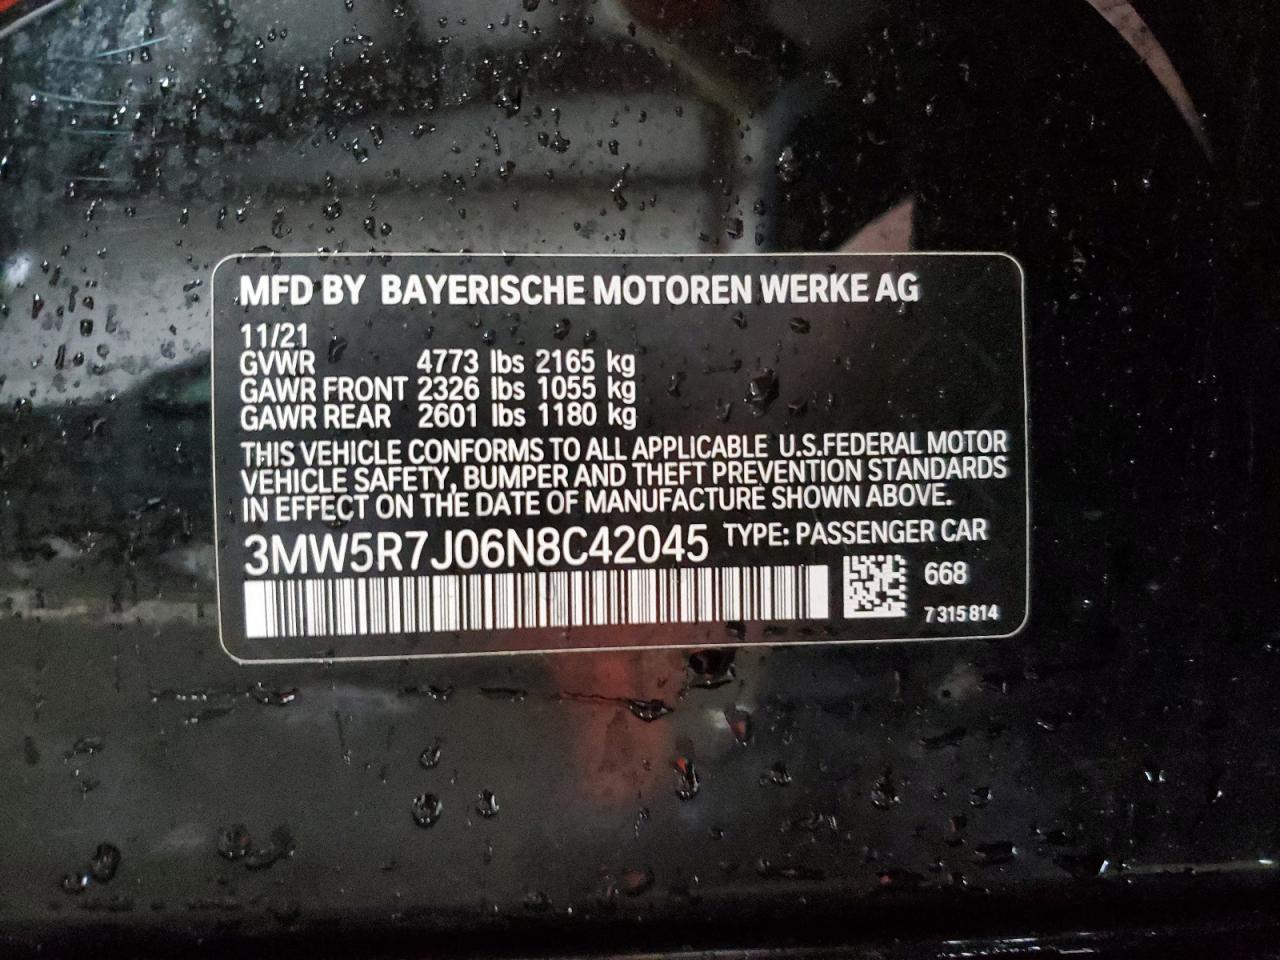 MFD BY BAYERISCHE MOTOREN WERKE AG
11/21
GVWR 4773 lbs 2165 kg
GAWR FRONT 2326 lbs 1055 kg
GAWR REAR 2601 lbs 1180 kg
THIS VEHICLE CONFORMS TO ALL APPLICABLE U.S.FEDERAL MOTOR
VEHICLE SAFETY, BUMPER AND THEFT PREVENTION STANDARDS
IN EFFECT ON THE DATE OF MANUFACTURE SHOWN ABOVE.
3MW5R7J06N8C42045 TYPE: PASSENGER CAR
668
7 315 814